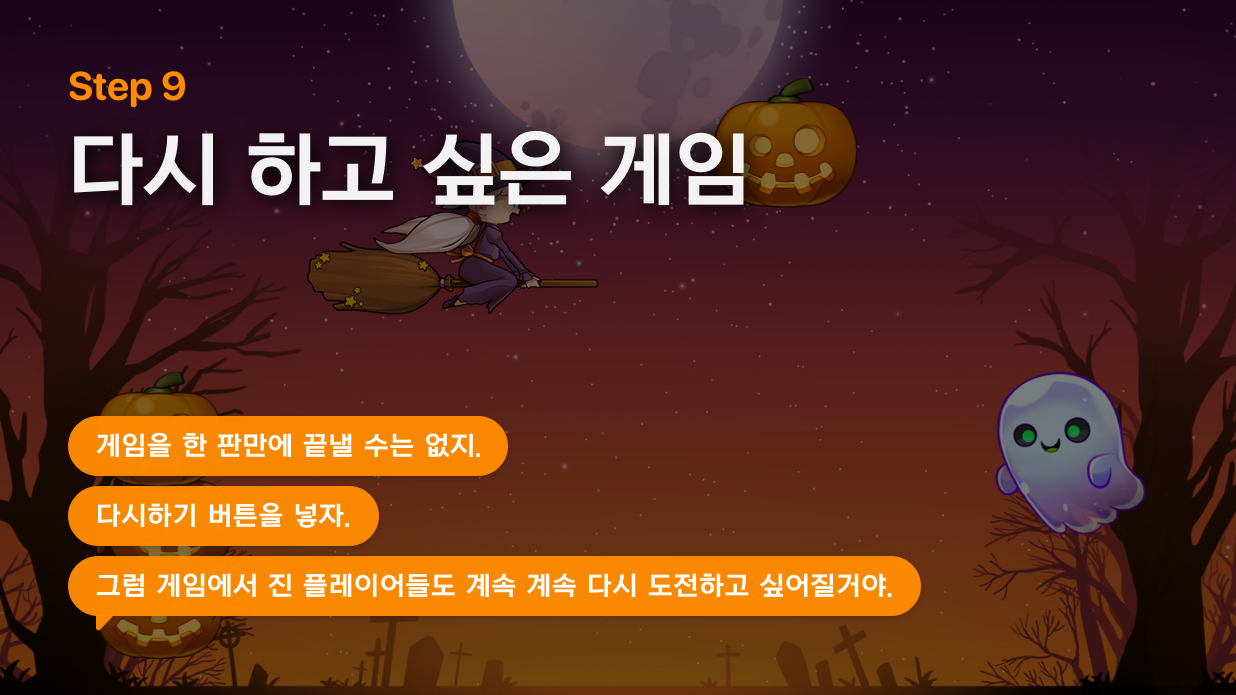 Step 9
다시 하고 싶은 게임
게임을 한 판만에 끝낼 수는 없지.
다시하기 버튼을 넣자.
그럼 게임에서 진 플레이어들도 계속 계속 다시 도전하고 싶어질거야.